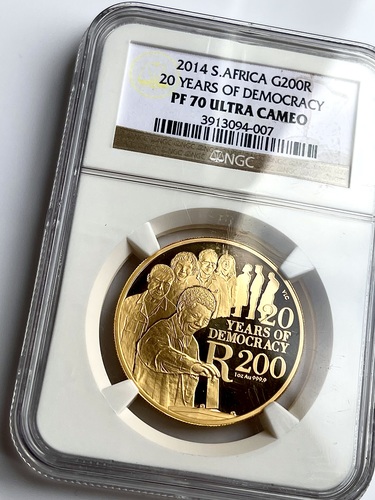 2014 S.AFRICA G200R
20 YEARS OF DEMOCRACY
PF 70 ULTRA CAMEO
3913094-007
NGC
20
YEARS OF
DEMOCRACY
R200
1oz Au 999,9